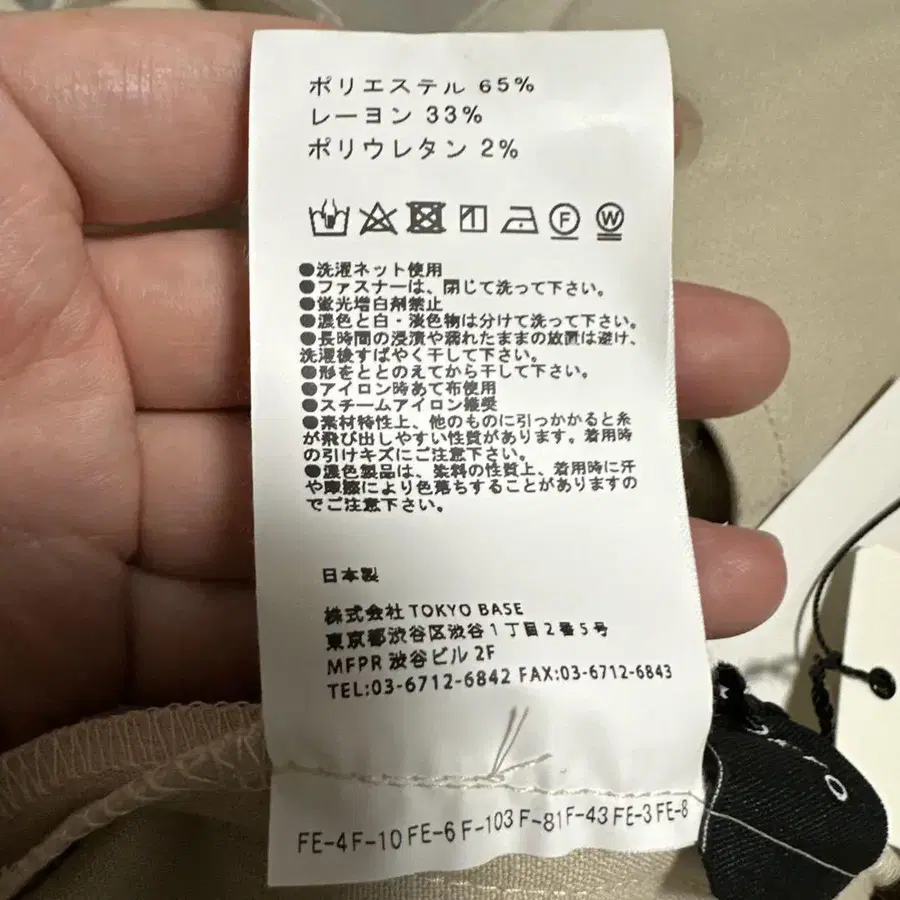 ポリエステル 65%
レーヨン 33%
ポリウレタン 2%
F W
●洗濯ネット使用
●ファスナーは、閉じて洗って下さい。
●蛍光増白剤禁止
●濃色と白・淡色物は分けて洗って下さい。
●長時間の浸漬や濡れたままの放置は避け、
洗濯後すばやく干して下さい。
●形をととのえてから干して下さい。
●アイロン時あて布使用
●スチームアイロン推奨
●素材特性上、他のものに引っかかると糸
が飛び出しやすい性質があります。着用時
の引けキズにご注意下さい。
●濃色製品は、染料の性質上、着用時に汗
や摩擦により色落ちすることがありますの
でご注意下さい。
日本製
株式会社 TOKYO BASE
東京都渋谷区渋谷1丁目2番5号
MFPR 渋谷ビル 2F
TEL:03-6712-6842 FAX:03-6712-6843
FE-4 F-10 FE-6 F-103 F-81 F-43 FE-3 FE-8